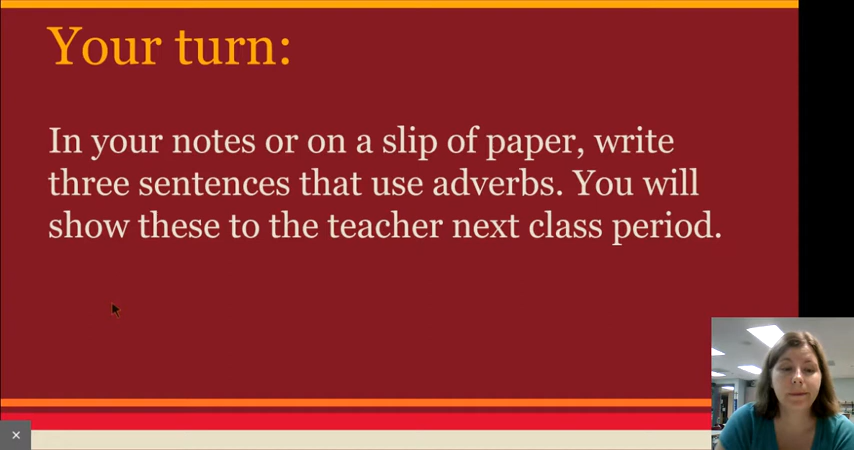 Your turn:
In your notes or on a slip of paper, write
three sentences that use adverbs. You will
show these to the teacher next class period.